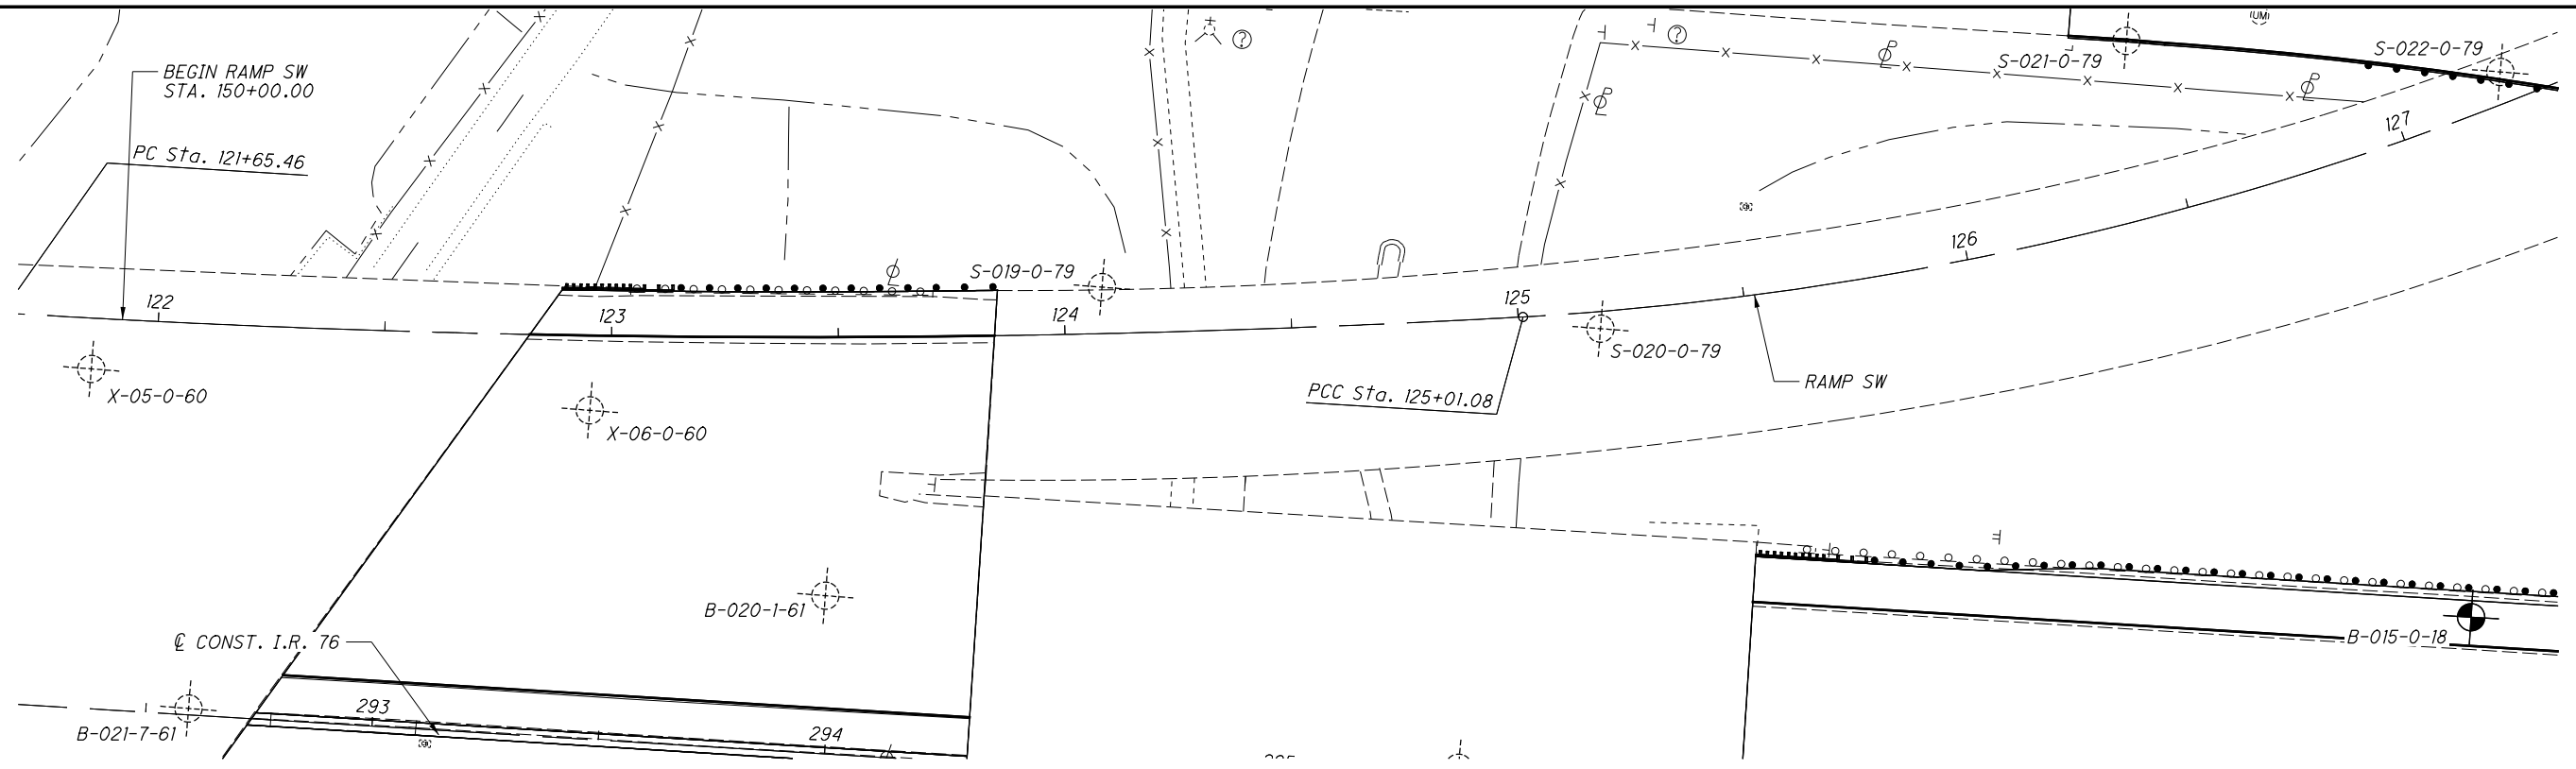 (UM)
?
?
S-021-0-79
S-022-0-79
BEGIN RAMP SW
STA. 150+00.00
127
PC Sta. 121+65.46
126
S-019-0-79
122
123
124
125
S-020-0-79
RAMP SW
PCC Sta. 125+01.08
X-05-0-60
X-06-0-60
B-020-1-61
B-015-0-18
℄ CONST. I.R. 76
293
294
B-021-7-61